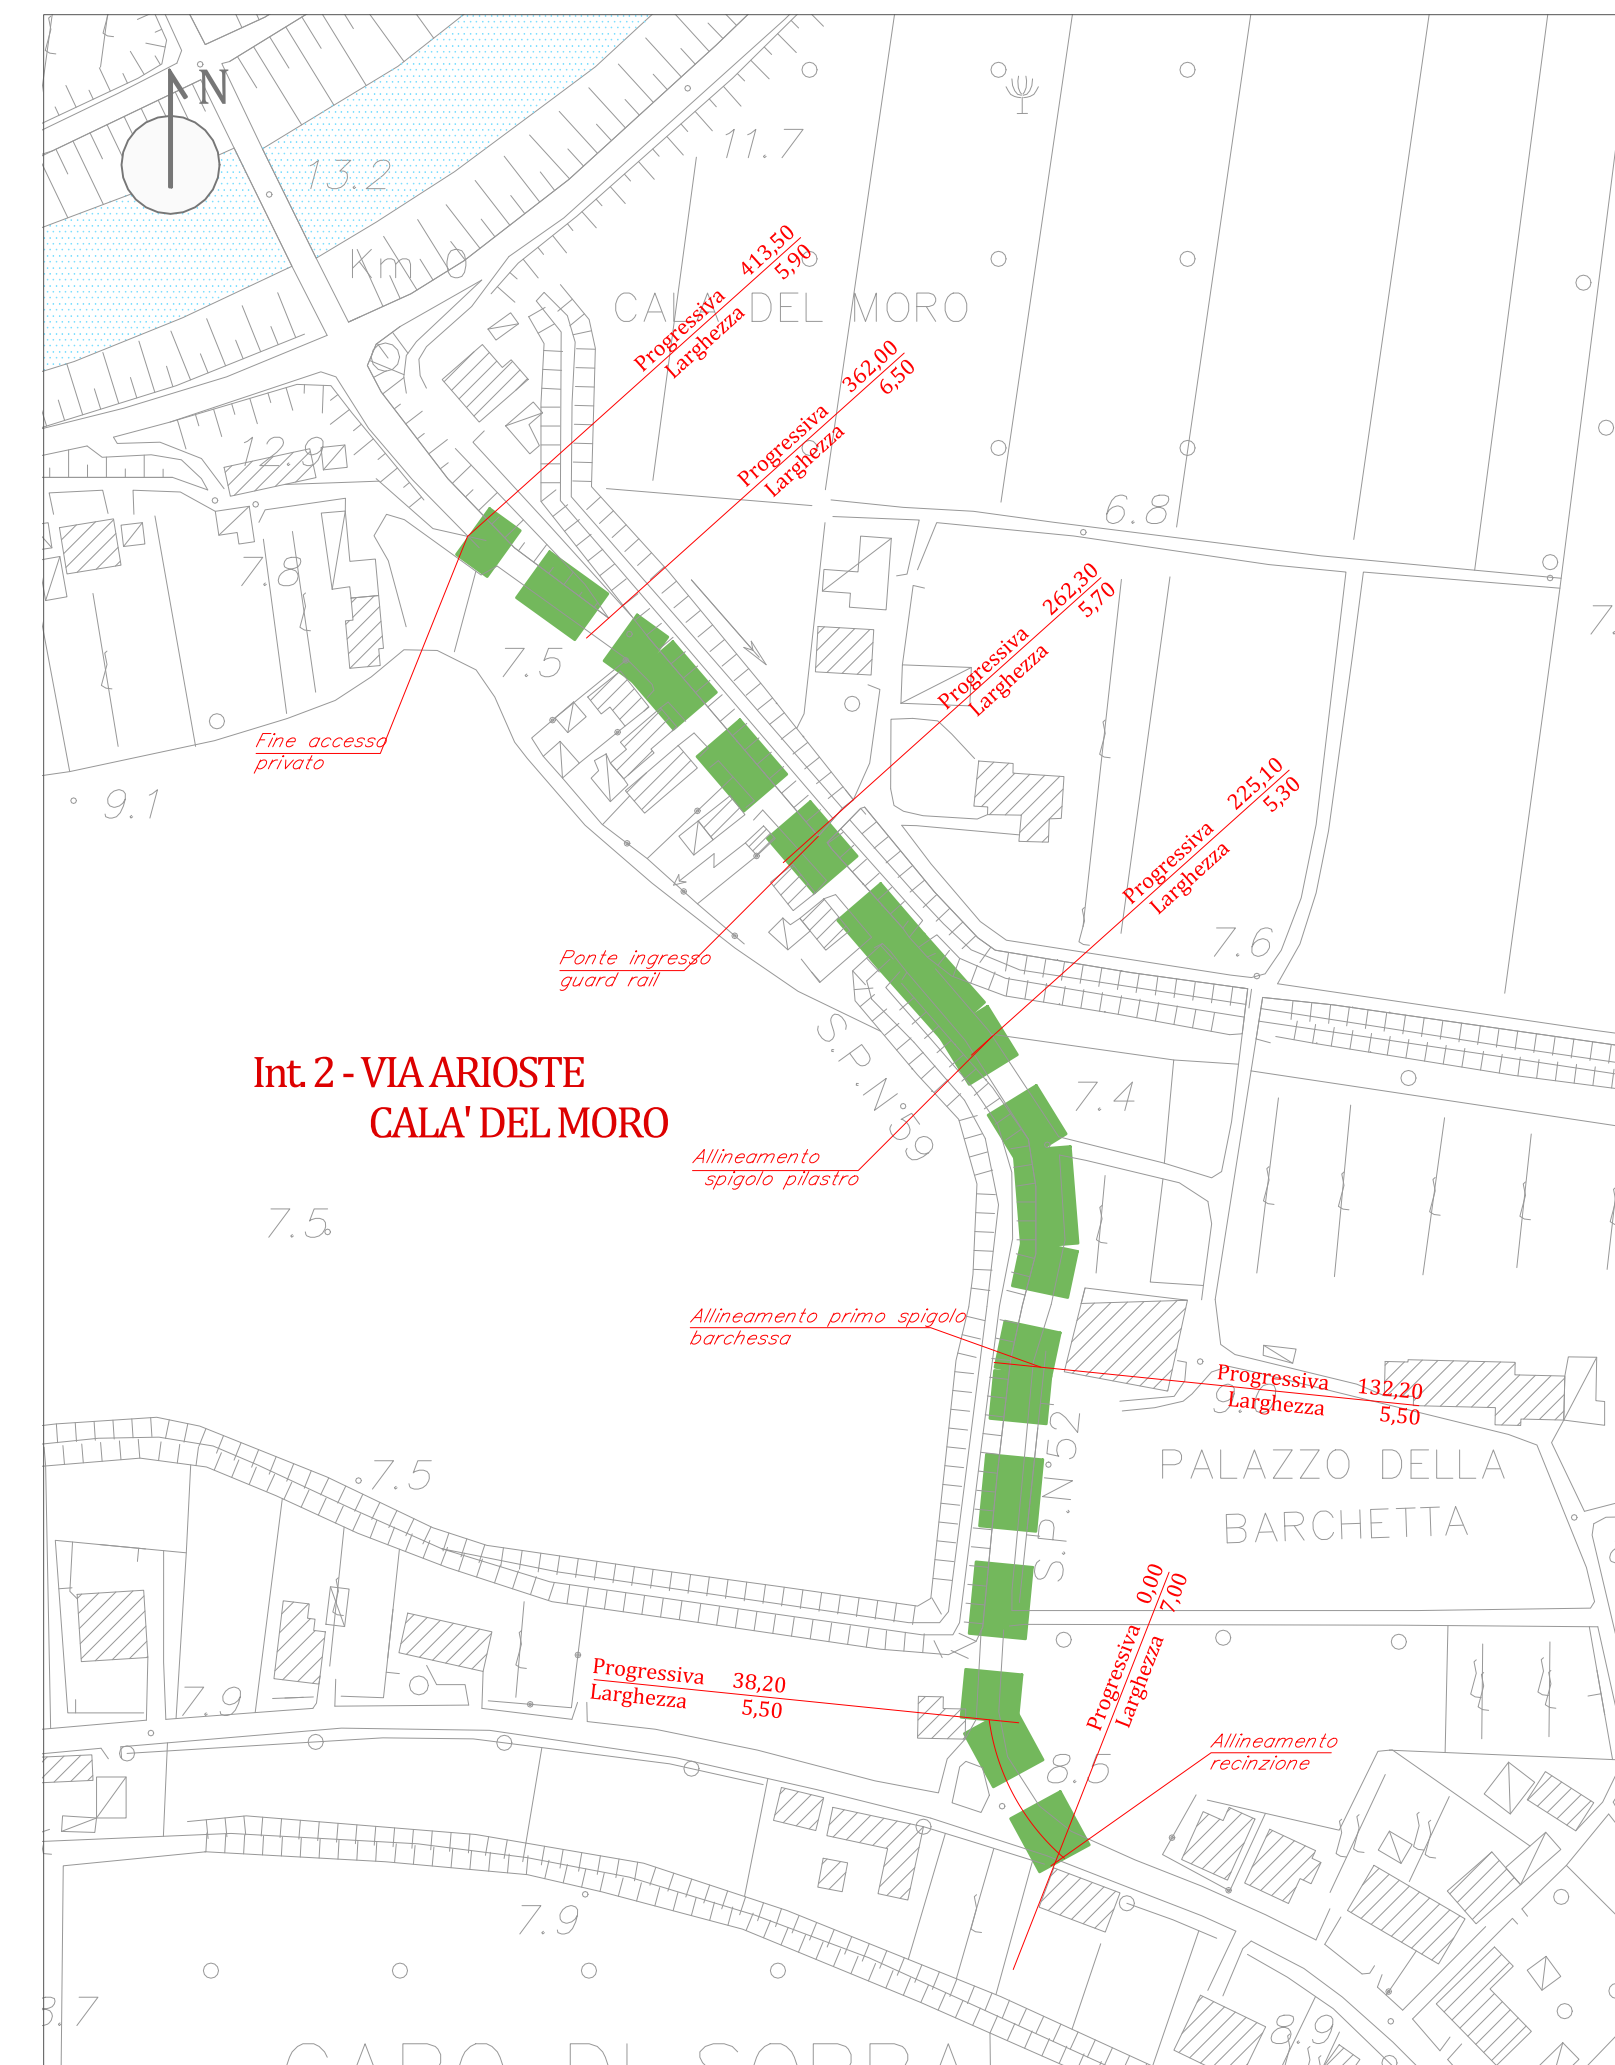 N
11.7
13.2
Km 0
413,50
Progressiva
5,90
Larghezza
CALA DEL MORO
362,00
Progressiva
6,50
Larghezza
12.9
6.8
7.8
262,30
Progressiva
5,70
Larghezza
7.5
Fine accesso
privato
9.1
225,10
Progressiva
5,30
Larghezza
7.6
Ponte ingresso
guard rail
S.P.N.59
Int. 2 - VIA ARIOSTE
CALA' DEL MORO
7.4
Allineamento
spigolo pilastro
7.5
Allineamento primo spigolo
barchessa
Progressiva 132,20
Larghezza 5,50
S.P.N.52
PALAZZO DELLA
BARCHETTA
7.5
0,00
Progressiva
7,00
Larghezza
Progressiva 38,20
Larghezza 5,50
7.9
Allineamento
recinzione
8.5
7.9
8.9
CAPO DI SOPRA